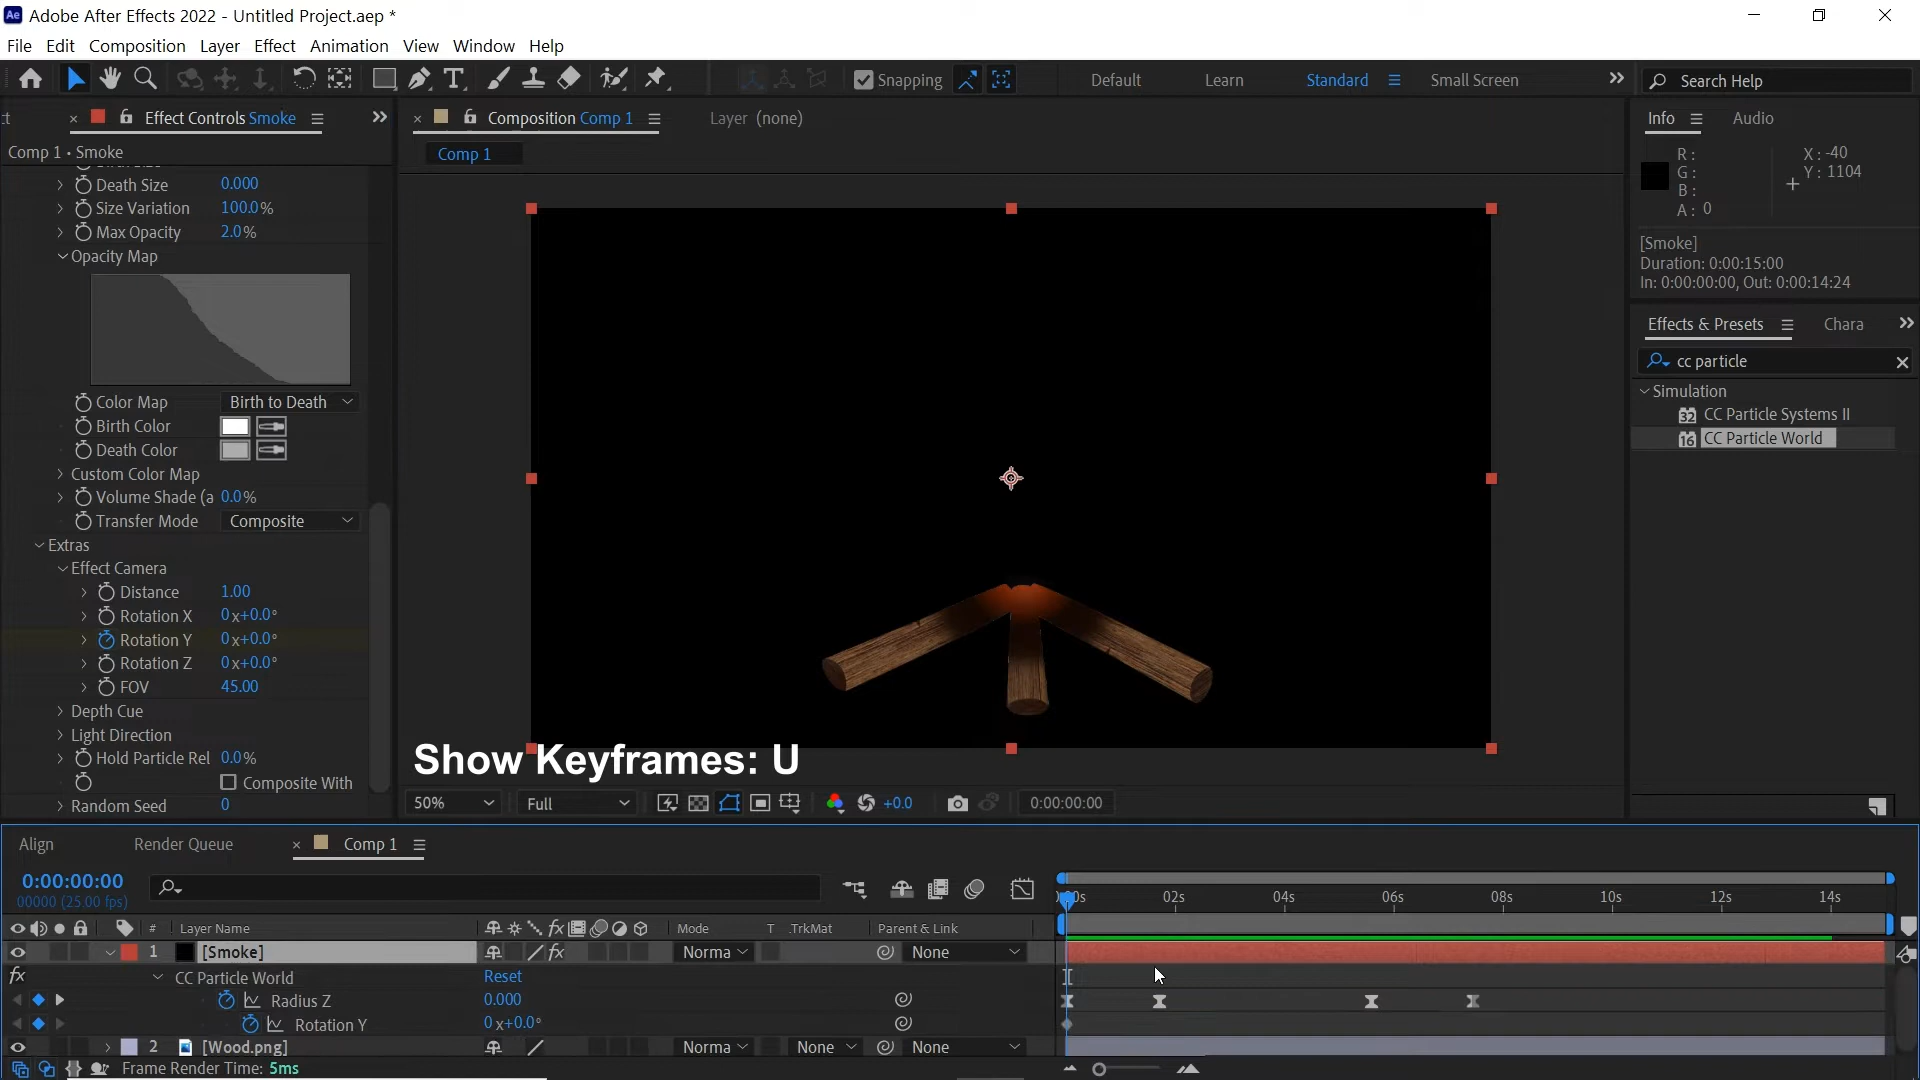 Ae Adobe After Effects 2022 - Untitled Project.aep *
File Edit Composition Layer Effect Animation View Window Help
Snapping Default Learn Standard Small Screen Search Help
ct Effect Controls Smoke Composition Comp 1 Layer (none) Info Audio
Comp 1 • Smoke
Comp 1
R: X: -40
G: Y: 1104
B:
A: 0
Death Size 0.000
Size Variation 100.0%
Max Opacity 2.0%
Opacity Map
[Smoke]
Duration: 0:00:15:00
In: 0:00:00:00, Out: 0:00:14:24
Effects & Presets Chara
cc particle
Simulation
32 CC Particle Systems II
16 CC Particle World
Color Map Birth to Death
Birth Color
Death Color
Custom Color Map
Volume Shade (a 0.0%
Transfer Mode Composite
Extras
Effect Camera
Distance 1.00
Rotation X 0x+0.0°
Rotation Y 0x+0.0°
Rotation Z 0x+0.0°
FOV 45.00
Depth Cue
Light Direction
Hold Particle Rel 0.0%
Composite With
Random Seed 0
Show Keyframes: U
50% Full +0.0 0:00:00:00
Align Render Queue Comp 1
0:00:00:00
00000 (25.00 fps)
02s 04s 06s 08s 10s 12s 14s
# Layer Name fx Mode T .TrkMat Parent & Link
1 [Smoke] fx Norma None
fx CC Particle World Reset
Radius Z 0.000
Rotation Y 0x+0.0°
2 [Wood.png] Norma None None
Frame Render Time: 5ms